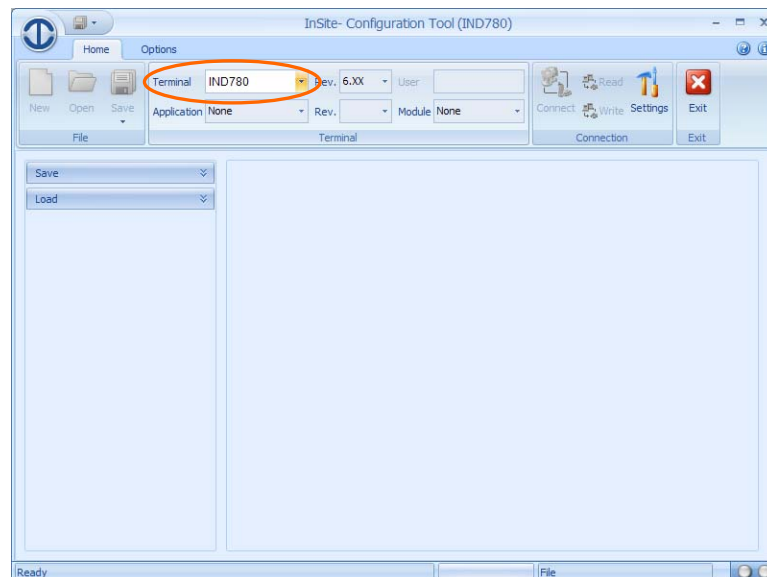 InSite- Configuration Tool (IND780)
Home Options
Terminal IND780 Rev. 6.XX User
New Open Save Connect Read Write Settings Exit
Application None Rev. Module None
File Terminal Connection Exit
Save
Load
Ready File